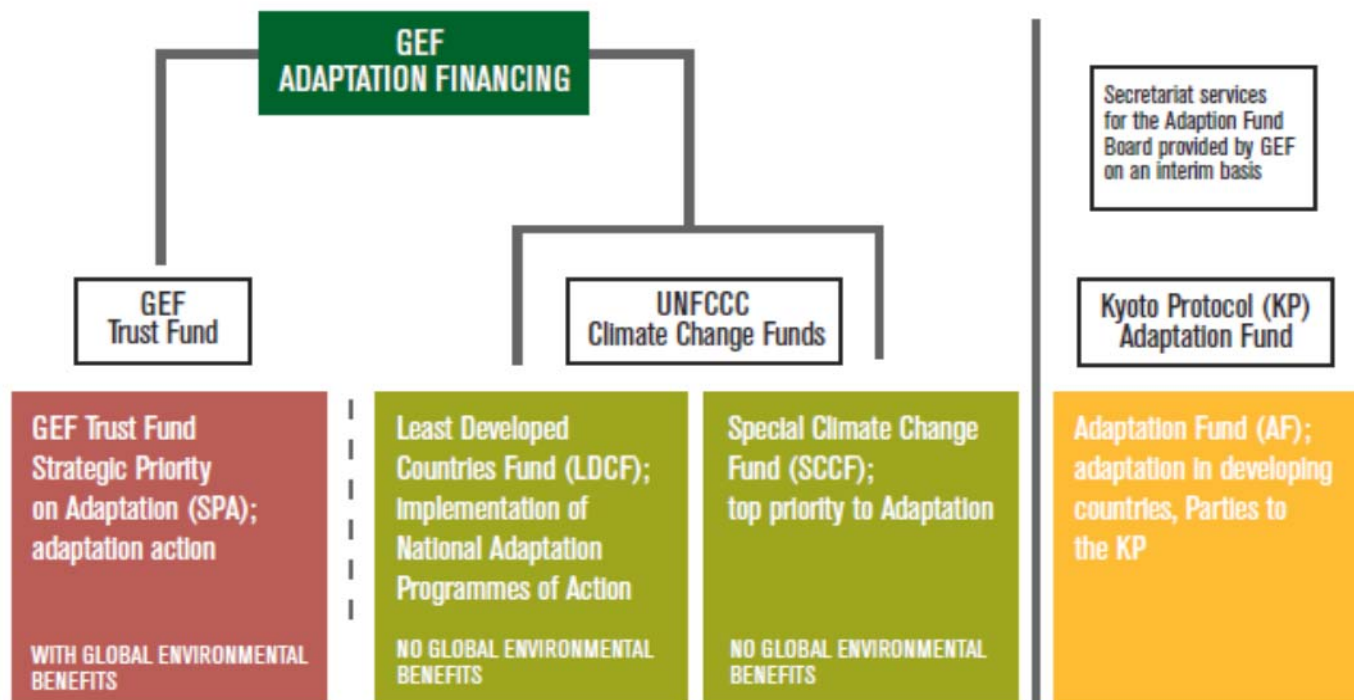 GEF
ADAPTATION FINANCING
Secretariat services
for the Adaption Fund
Board provided by GEF
on an interim basis
GEF
Trust Fund
UNFCCC
Climate Change Funds
Kyoto Protocol (KP)
Adaptation Fund
GEF Trust Fund
Strategic Priority
on Adaptation (SPA);
adaptation action
WITH GLOBAL ENVIRONMENTAL
BENEFITS
Least Developed
Countries Fund (LDCF);
implementation of
National Adaptation
Programmes of Action
NO GLOBAL ENVIRONMENTAL
BENEFITS
Special Climate Change
Fund (SCCF);
top priority to Adaptation
NO GLOBAL ENVIRONMENTAL
BENEFITS
Adaptation Fund (AF);
adaptation in developing
countries, Parties to
the KP